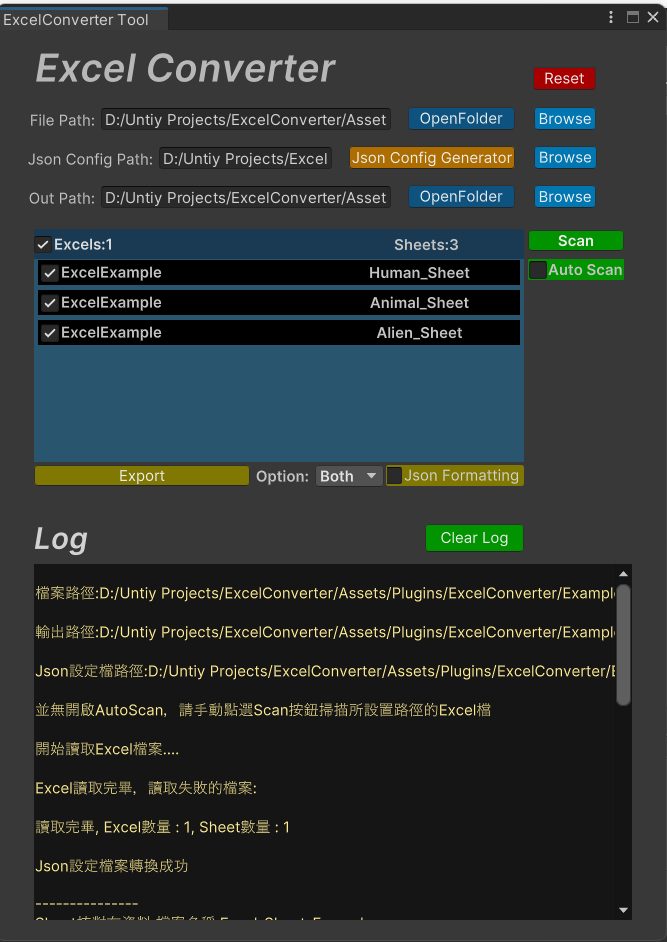 ExcelConverter Tool
Excel Converter
Reset
File Path: D:/Untiy Projects/ExcelConverter/Asset OpenFolder Browse
Json Config Path: D:/Untiy Projects/Excel Json Config Generator Browse
Out Path: D:/Untiy Projects/ExcelConverter/Asset OpenFolder Browse
Excels:1 Sheets:3 Scan
ExcelExample Human_Sheet Auto Scan
ExcelExample Animal_Sheet
ExcelExample Alien_Sheet
Export Option: Both Json Formatting
Log Clear Log
檔案路徑:D:/Untiy Projects/ExcelConverter/Assets/Plugins/ExcelConverter/Exampl
輸出路徑:D:/Untiy Projects/ExcelConverter/Assets/Plugins/ExcelConverter/Example
Json設定檔路徑:D:/Untiy Projects/ExcelConverter/Assets/Plugins/ExcelConverter/E
並無開啟AutoScan，請手動點選Scan按鈕掃描所設置路徑的Excel檔
開始讀取Excel檔案....
Excel讀取完畢，讀取失敗的檔案:
讀取完畢, Excel數量 : 1, Sheet數量 : 1
Json設定檔案轉換成功
---------------